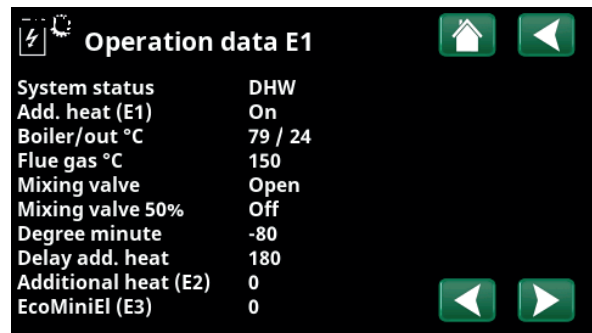 Operation data E1
System status DHW
Add. heat (E1) On
Boiler/out °C 79 / 24
Flue gas °C 150
Mixing valve Open
Mixing valve 50% Off
Degree minute -80
Delay add. heat 180
Additional heat (E2) 0
EcoMiniEl (E3) 0